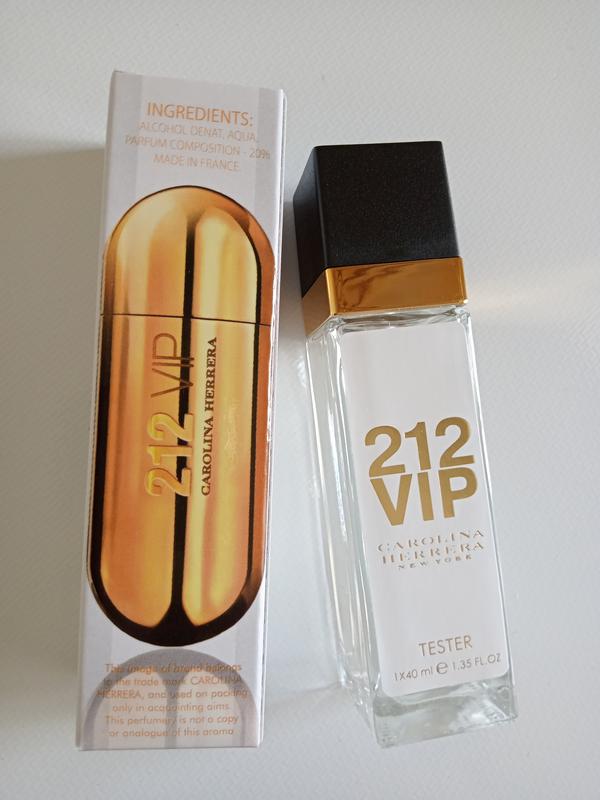 INGREDIENTS:
ALCOHOL DENAT, AQUA,
PARFUM COMPOSITION - 20%
MADE IN FRANCE.
212 VIP
CAROLINA HERRERA
This image of brand belongs
to the trade mark CAROLINA
HERRERA, and used on packing
only in acquainting aims.
This perfumery is not a copy
or analogue of this aroma
212
VIP
CAROLINA
HERRERA
NEW YORK
TESTER
1X40 ml e 1.35 FL.OZ